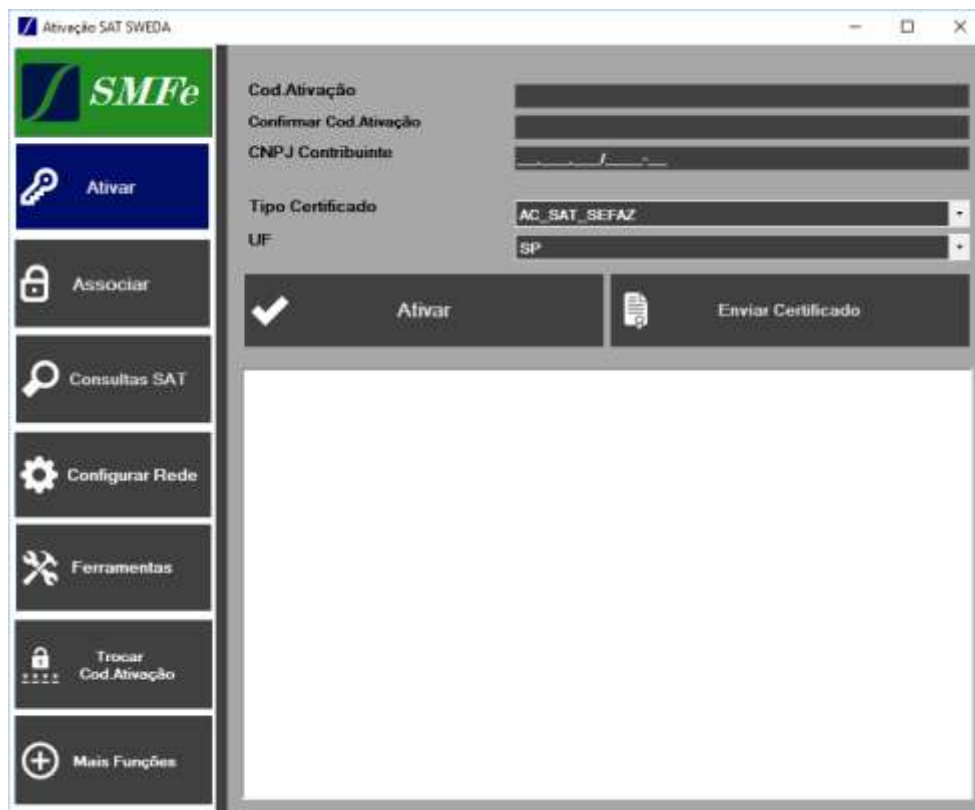 Ativação SAT SWEDA
SMFe
Ativar
Associar
Consultas SAT
Configurar Rede
Ferramentas
Trocar
Cod.Ativação
Mais Funções
Cod.Ativação
Confirmar Cod.Ativação
CNPJ Contribuinte
__.___.___/____-__
Tipo Certificado
AC_SAT_SEFAZ
UF
SP
Ativar
Enviar Certificado